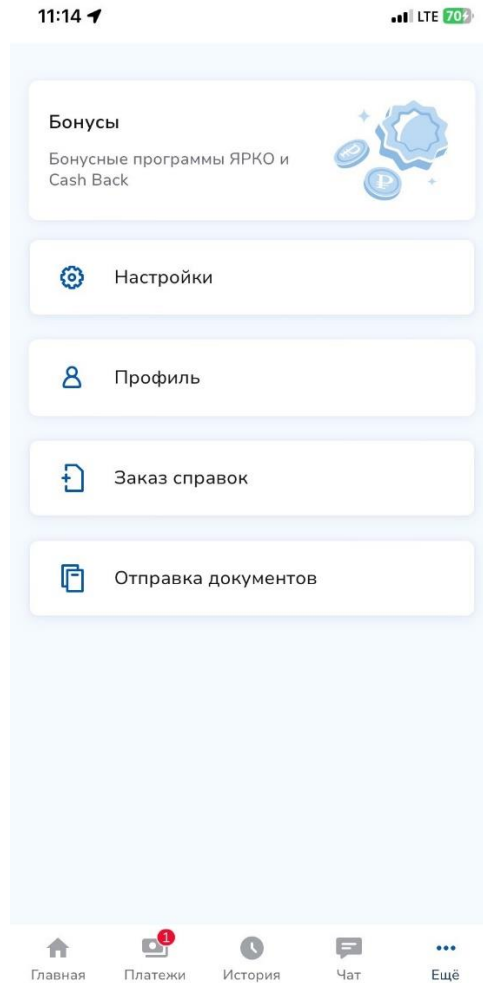 11:14
LTE 70
Бонусы
Бонусные программы ЯРКО и
Cash Back
Настройки
Профиль
Заказ справок
Отправка документов
1
Главная
Платежи
История
Чат
Ещё